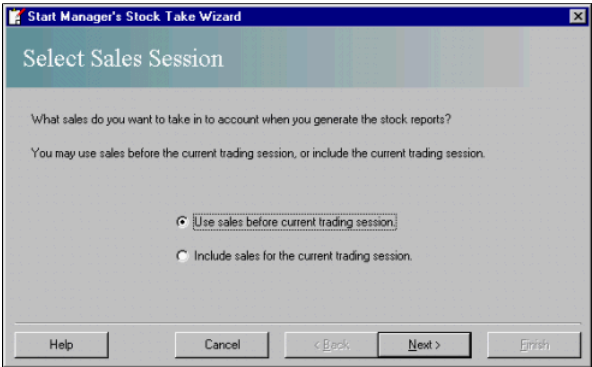 Start Manager's Stock Take Wizard
Select Sales Session
What sales do you want to take in to account when you generate the stock reports?
You may use sales before the current trading session, or include the current trading session.
Use sales before current trading session.
Include sales for the current trading session.
Help Cancel < Back Next > Finish